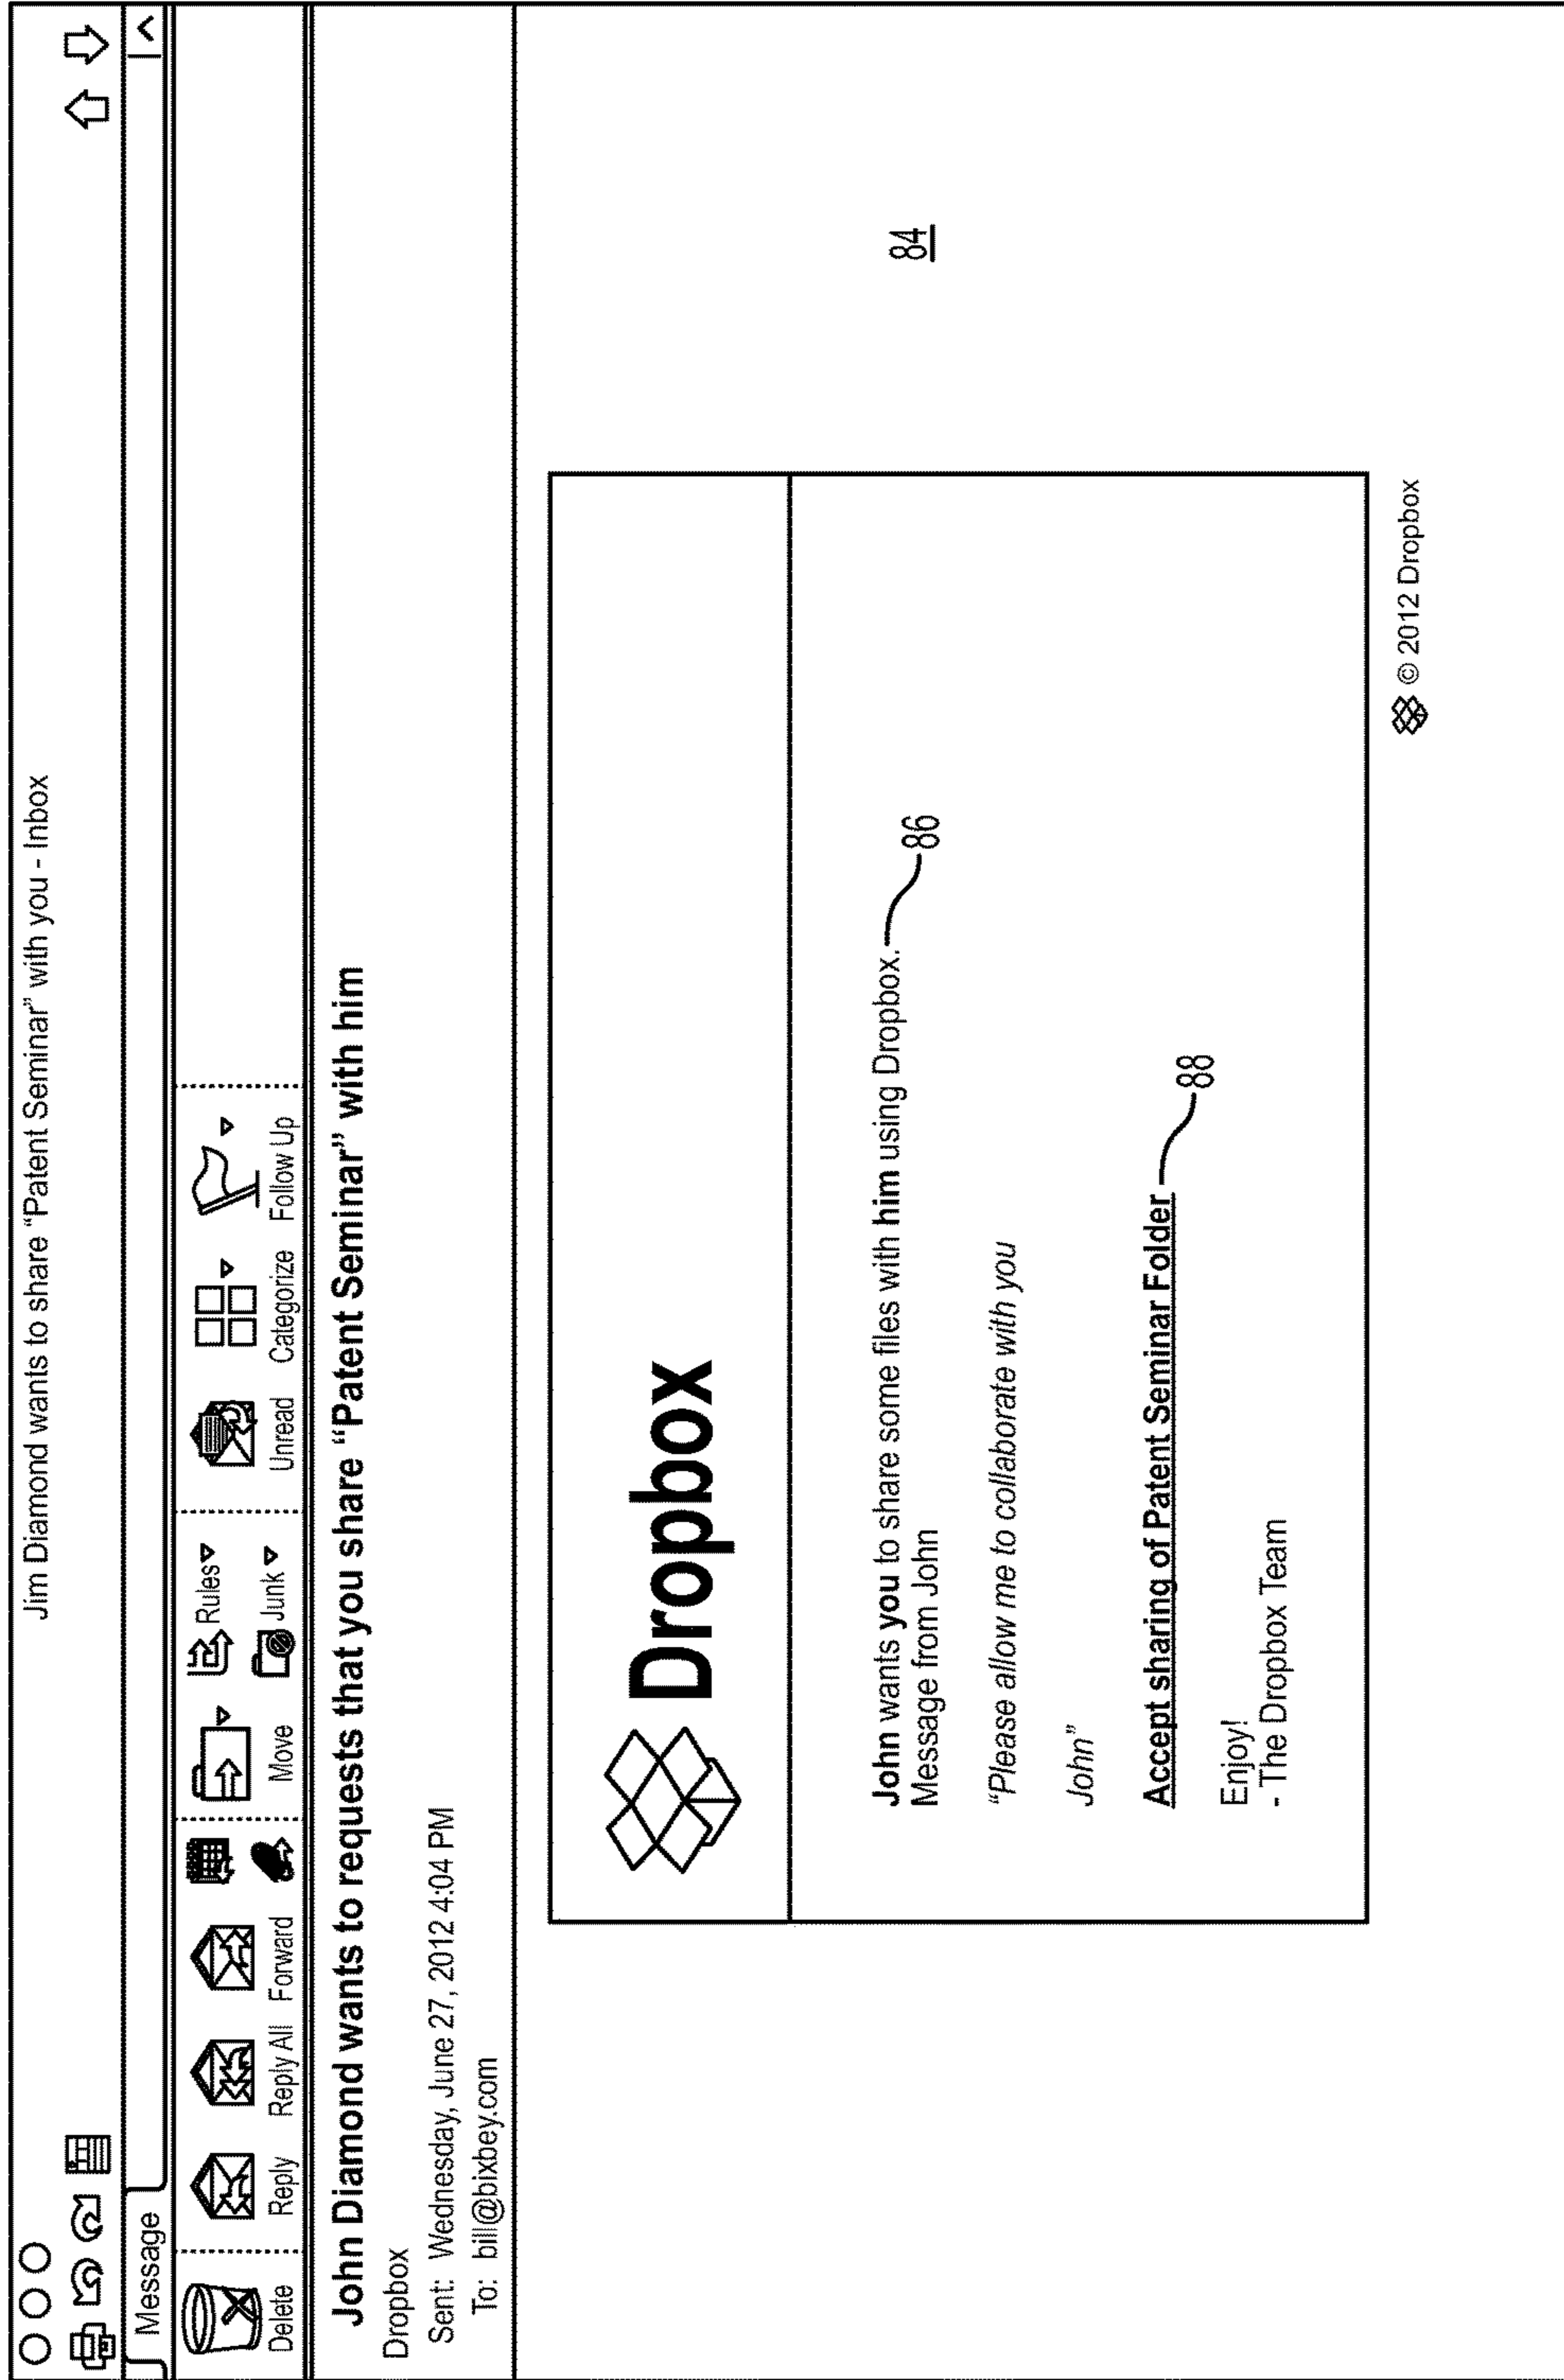 Jim Diamond wants to share “Patent Seminar” with you - Inbox
Message
Delete
Reply
Reply All
Forward
Move
Rules
Junk
Unread
Categorize
Follow Up
John Diamond wants to requests that you share “Patent Seminar” with him
Dropbox
Sent: Wednesday, June 27, 2012 4:04 PM
To: bill@bixbey.com
Dropbox
John wants you to share some files with him using Dropbox.
86
Message from John
84
“Please allow me to collaborate with you
John”
Accept sharing of Patent Seminar Folder
88
Enjoy!
- The Dropbox Team
© 2012 Dropbox